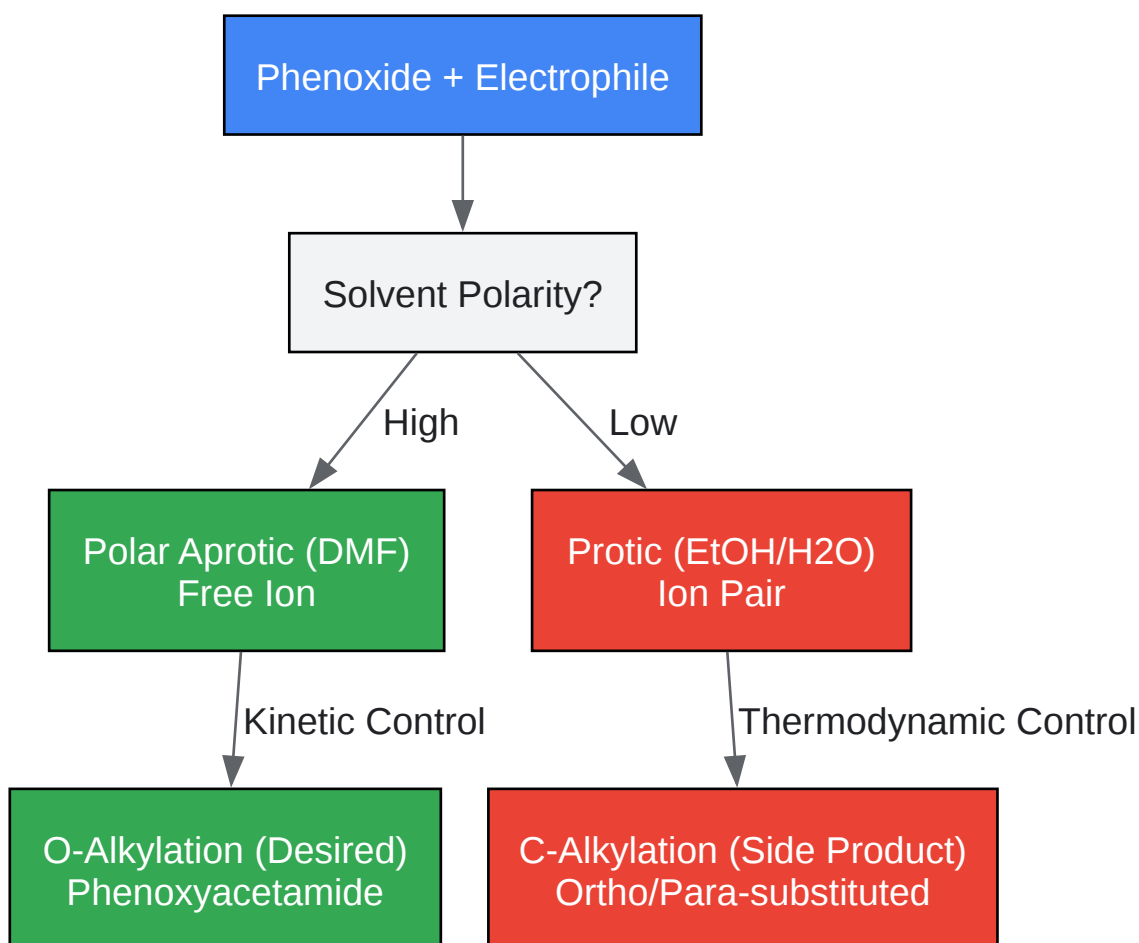 Phenoxide + Electrophile
Solvent Polarity?
High
Low
Polar Aprotic (DMF)
Free Ion
Protic (EtOH/H2O)
Ion Pair
Kinetic Control
Thermodynamic Control
O-Alkylation (Desired)
Phenoxyacetamide
C-Alkylation (Side Product)
Ortho/Para-substituted